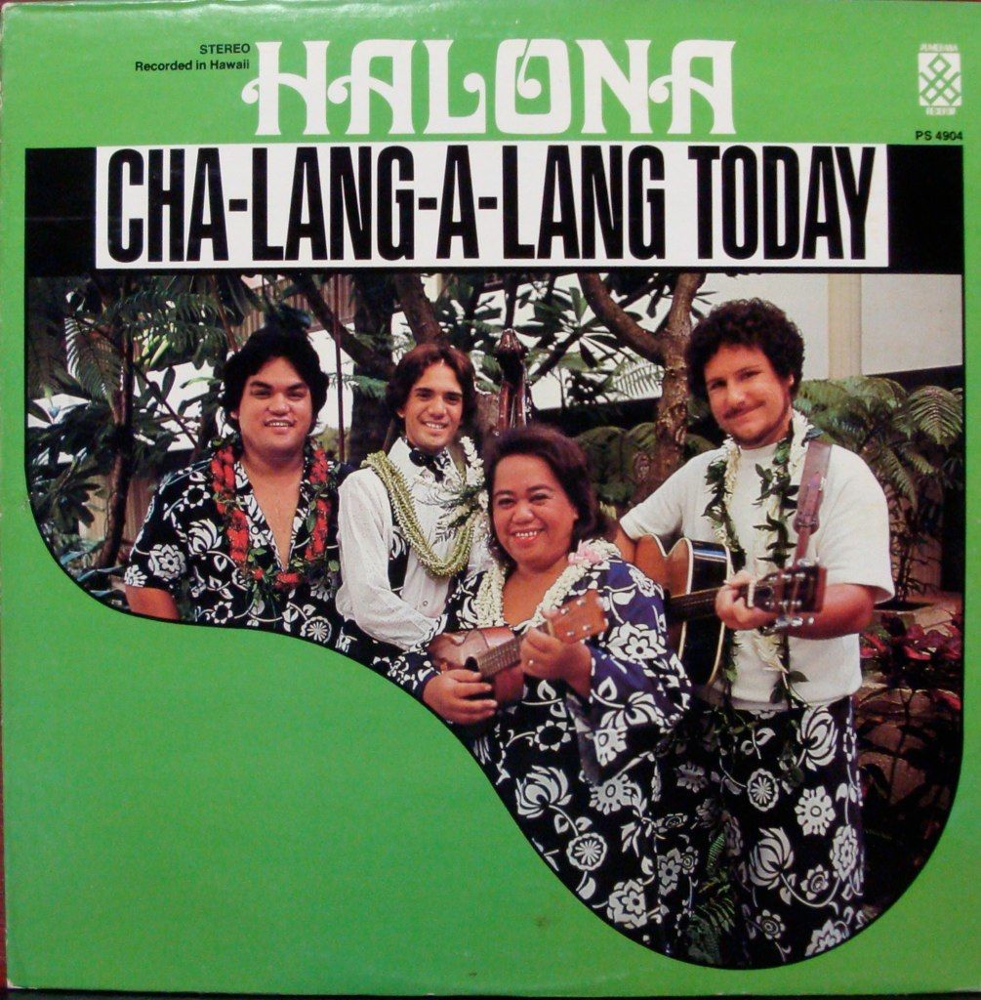 STEREO
Recorded in Hawaii
HALONA
PS 4904
CHA-LANG-A-LANG TODAY